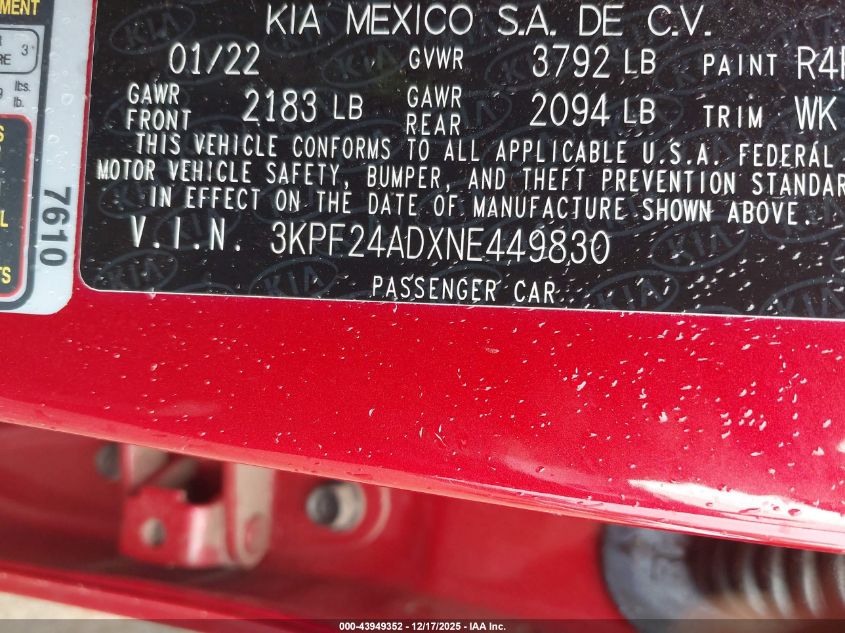 KIA MEXICO S.A. DE C.V.
01/22 GVWR 3792 LB PAINT
GAWR FRONT 2183 LB GAWR REAR 2094 LB TRIM WK
THIS VEHICLE CONFORMS TO ALL APPLICABLE U.S.A. FEDERAL
MOTOR VEHICLE SAFETY, BUMPER, AND THEFT PREVENTION STANDAR
IN EFFECT ON THE DATE OF MANUFACTURE SHOWN ABOVE.
V.I.N. 3KPF24ADXNE449830
PASSENGER CAR
7610
000-43949352 - 12/17/2025 - IAA Inc.